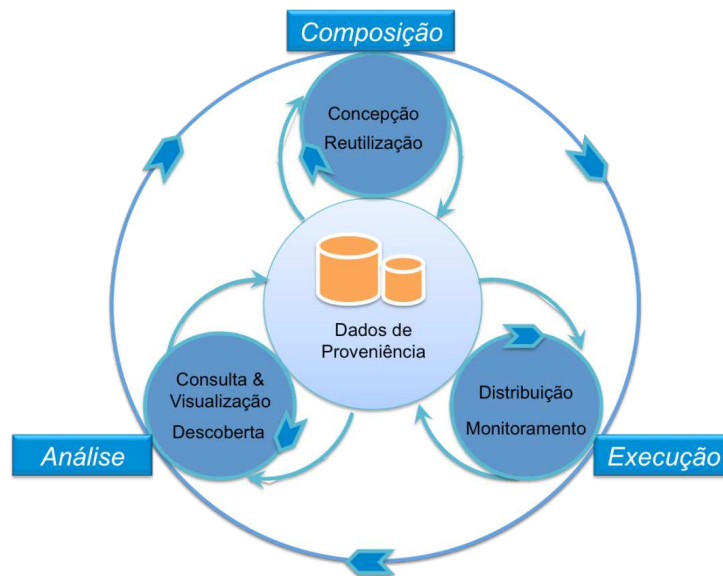 Composição
Concepção
Reutilização
Dados de
Proveniência
Consulta &
Visualização
Descoberta
Distribuição
Monitoramento
Análise
Execução